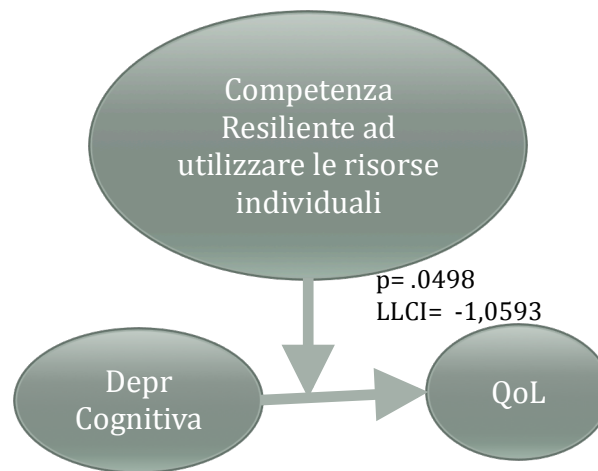 Competenza
Resiliente ad
utilizzare le risorse
individuali
p= .0498
LLCI= -1,0593
Depr
Cognitiva
QoL